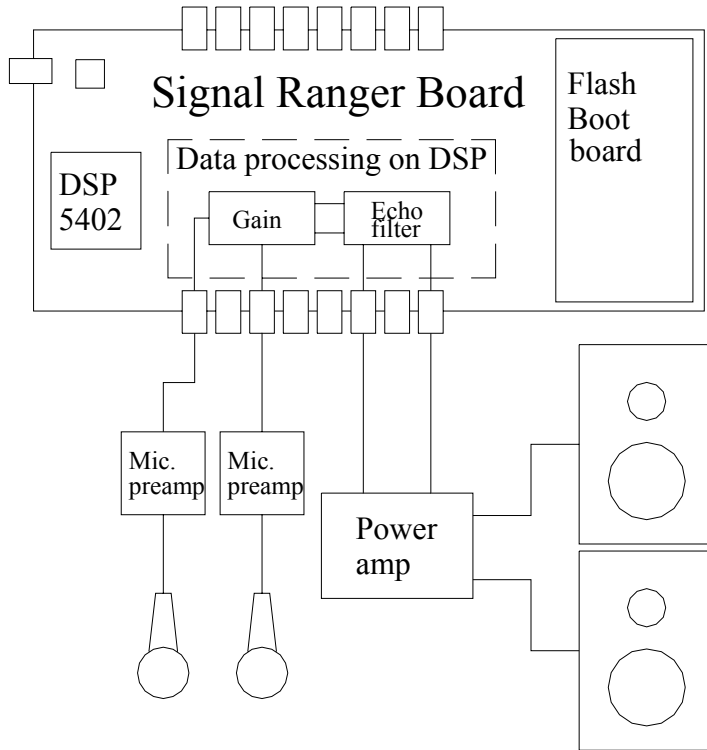 Signal Ranger Board
Flash
Boot
board
Data processing on DSP
DSP
5402
Gain
Echo
filter
Mic.
preamp
Mic.
preamp
Power
amp